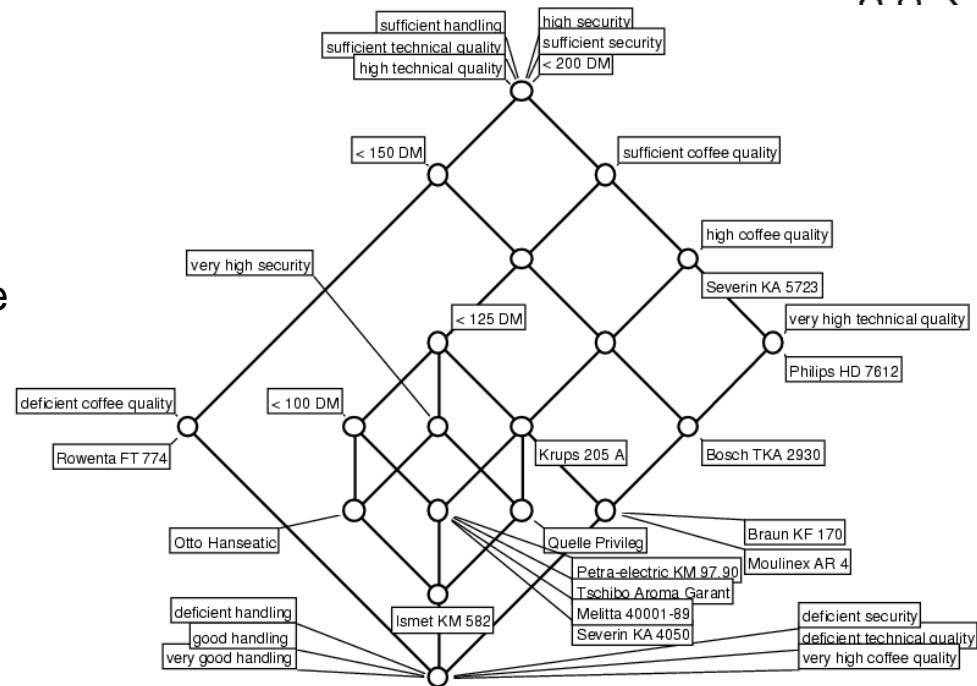 sufficient handling
high security
sufficient technical quality
sufficient security
high technical quality
< 200 DM
< 150 DM
sufficient coffee quality
high coffee quality
very high security
Severin KA 5723
e
< 125 DM
very high technical quality
Philips HD 7612
deficient coffee quality
< 100 DM
Rowenta FT 774
Krups 205 A
Bosch TKA 2930
Otto Hanseatic
Quelle Privileg
Braun KF 170
Moulinex AR 4
Petra-electric KM 97.90
Tschibo Aroma Garant
Melitta 40001-89
Severin KA 4050
Ismet KM 582
deficient handling
good handling
very good handling
deficient security
deficient technical quality
very high coffee quality